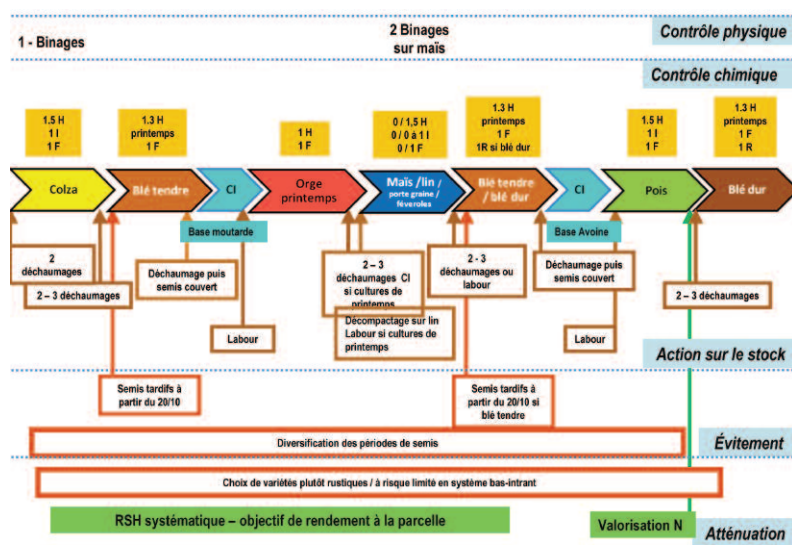 1 - Binages
2 Binages
sur maïs
Contrôle physique
Contrôle chimique
1.5 H
1 I
1 F
1.3 H
printemps
1 F
1 H
1 F
0 / 1,5 H
0 / 0 à 1 I
0 / 1 F
1.3 H
printemps
1 F
1R si blé dur
1.5 H
1 I
1 F
1.3 H
printemps
1 F
1 R
Colza
Blé tendre
CI
Orge
printemps
Maïs /lin /
porte graine /
féveroles
Blé tendre
/ blé dur
CI
Pois
Blé dur
Base moutarde
Base Avoine
2
déchaumages
2 – 3 déchaumages
Déchaumage puis
semis couvert
Labour
2 – 3
déchaumages CI
si cultures de
printemps
Décompactage sur lin
Labour si cultures de
printemps
2 - 3
déchaumages ou
labour
Déchaumage puis
semis couvert
Labour
2 – 3 déchaumages
Action sur le stock
Semis tardifs à
partir du 20/10
Semis tardifs à
partir du 20/10 si
blé tendre
Diversification des périodes de semis
Évitement
Choix de variétés plutôt rustiques / à risque limité en système bas-intrant
RSH systématique – objectif de rendement à la parcelle
Valorisation N
Atténuation